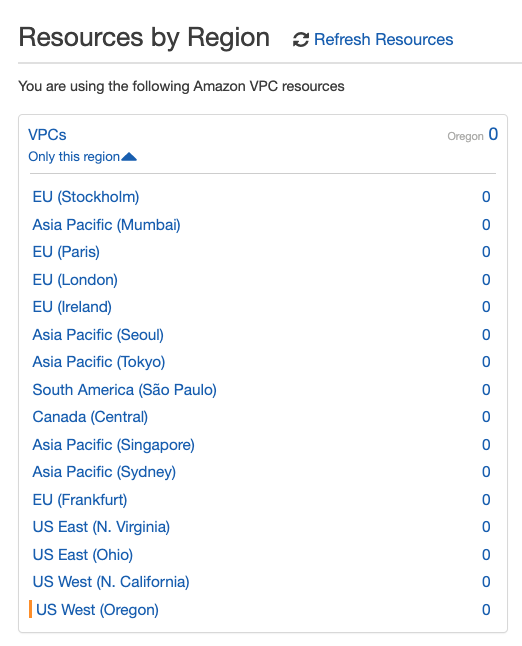 Resources by Region Refresh Resources
You are using the following Amazon VPC resources
VPCs Oregon 0
Only this region
EU (Stockholm) 0
Asia Pacific (Mumbai) 0
EU (Paris) 0
EU (London) 0
EU (Ireland) 0
Asia Pacific (Seoul) 0
Asia Pacific (Tokyo) 0
South America (São Paulo) 0
Canada (Central) 0
Asia Pacific (Singapore) 0
Asia Pacific (Sydney) 0
EU (Frankfurt) 0
US East (N. Virginia) 0
US East (Ohio) 0
US West (N. California) 0
US West (Oregon) 0